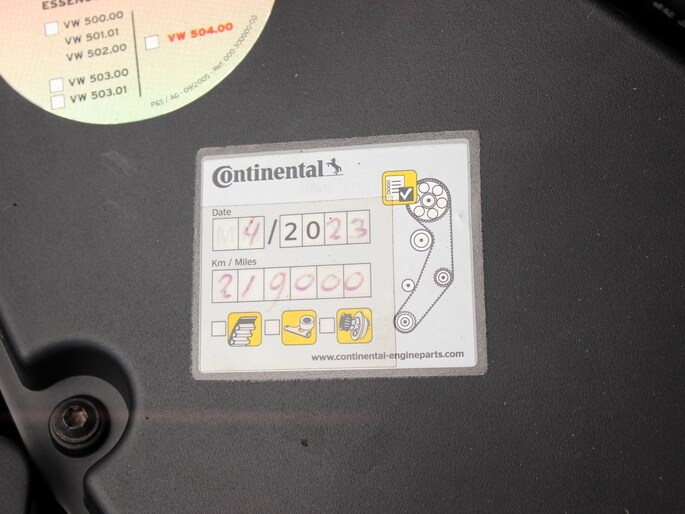 ESSENC
VW 500.00
VW 501.01
VW 502.00
VW 503.00
VW 503.01
VW 504.00
Continental
Date
M 4/2023
Km / Miles
219000
www.continental-engineparts.com